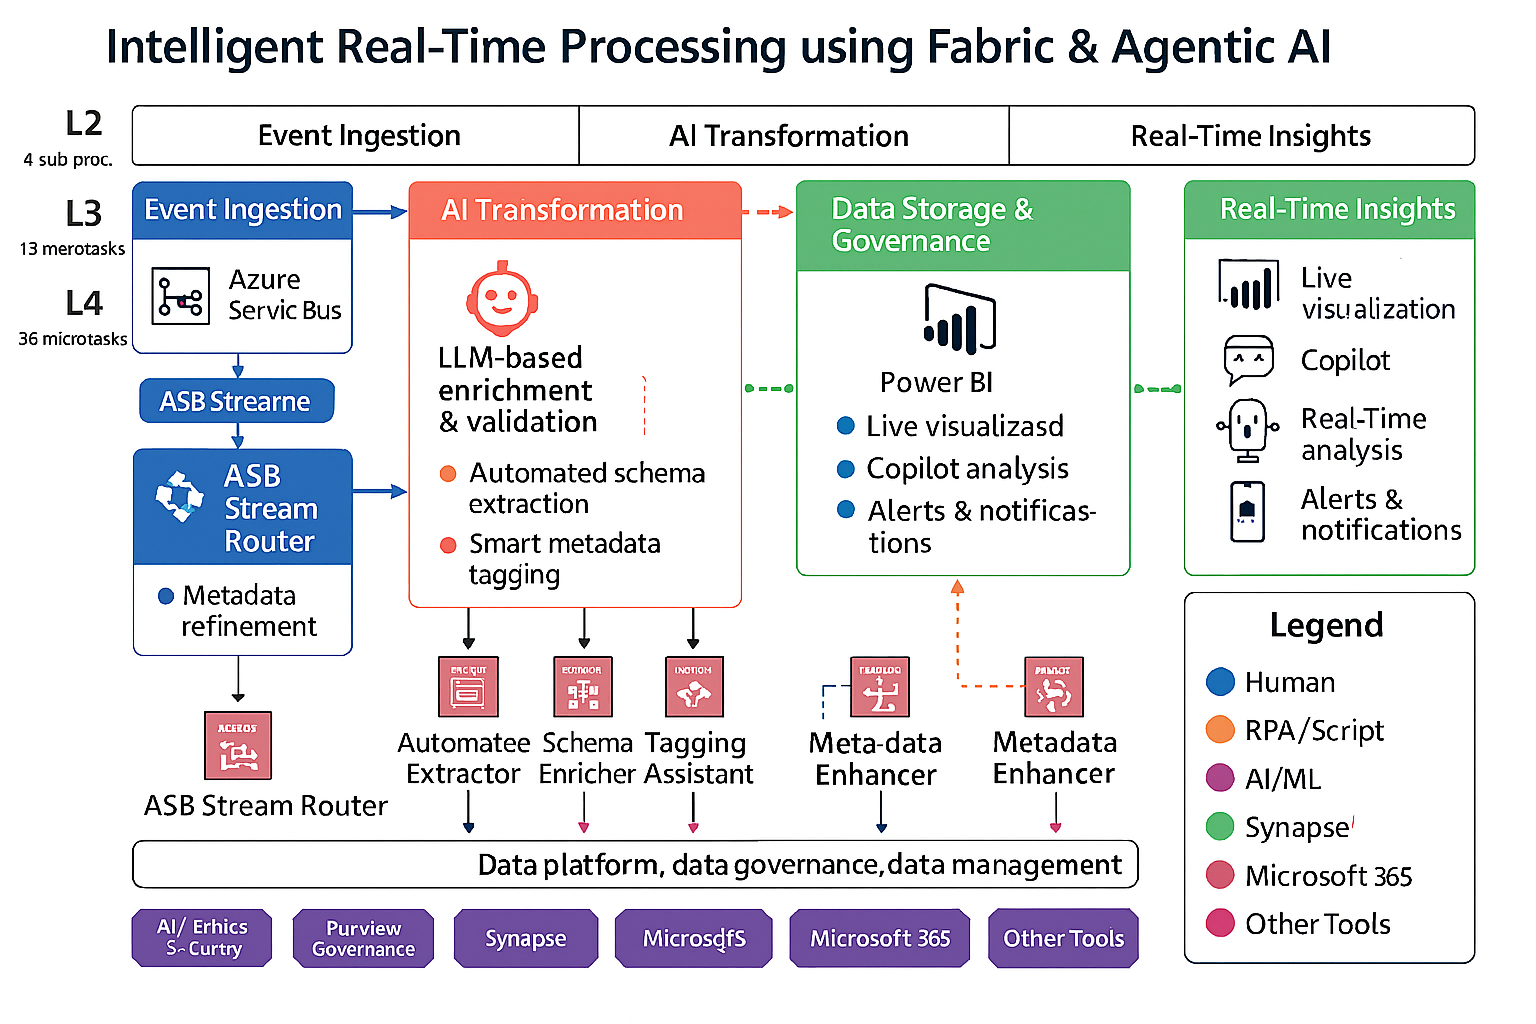 Intelligent Real-Time Processing using Fabric & Agentic AI
L2
4 sub proc.
Event Ingestion
AI Transformation
Real-Time Insights
L3
13 merotasks
L4
36 microtasks
Event Ingestion
Azure
Servic Bus
ASB Strearne
ASB
Stream
Router
Metadata
refinement
ASB Stream Router
AI Transformation
LLM-based
enrichment
& validation
Automated schema
extraction
Smart metadata
tagging
Data Storage &
Governance
Power BI
Live visualizasd
Copilot analysis
Alerts & notificas-
tions
Real-Time Insights
Live
visualization
Copilot
Real-Time
analysis
Alerts &
notifications
Automatee
Extractor
Schema
Enricher
Tagging
Assistant
Meta-data
Enhancer
Metadata
Enhancer
Data platform, data governance, data management
AI/ Erhics
S- Curtry
Purview
Governance
Synapse
Microsofts
Microsoft 365
Other Tools
Legend
Human
RPA/Script
AI/ML
Synapse
Microsoft 365
Other Tools